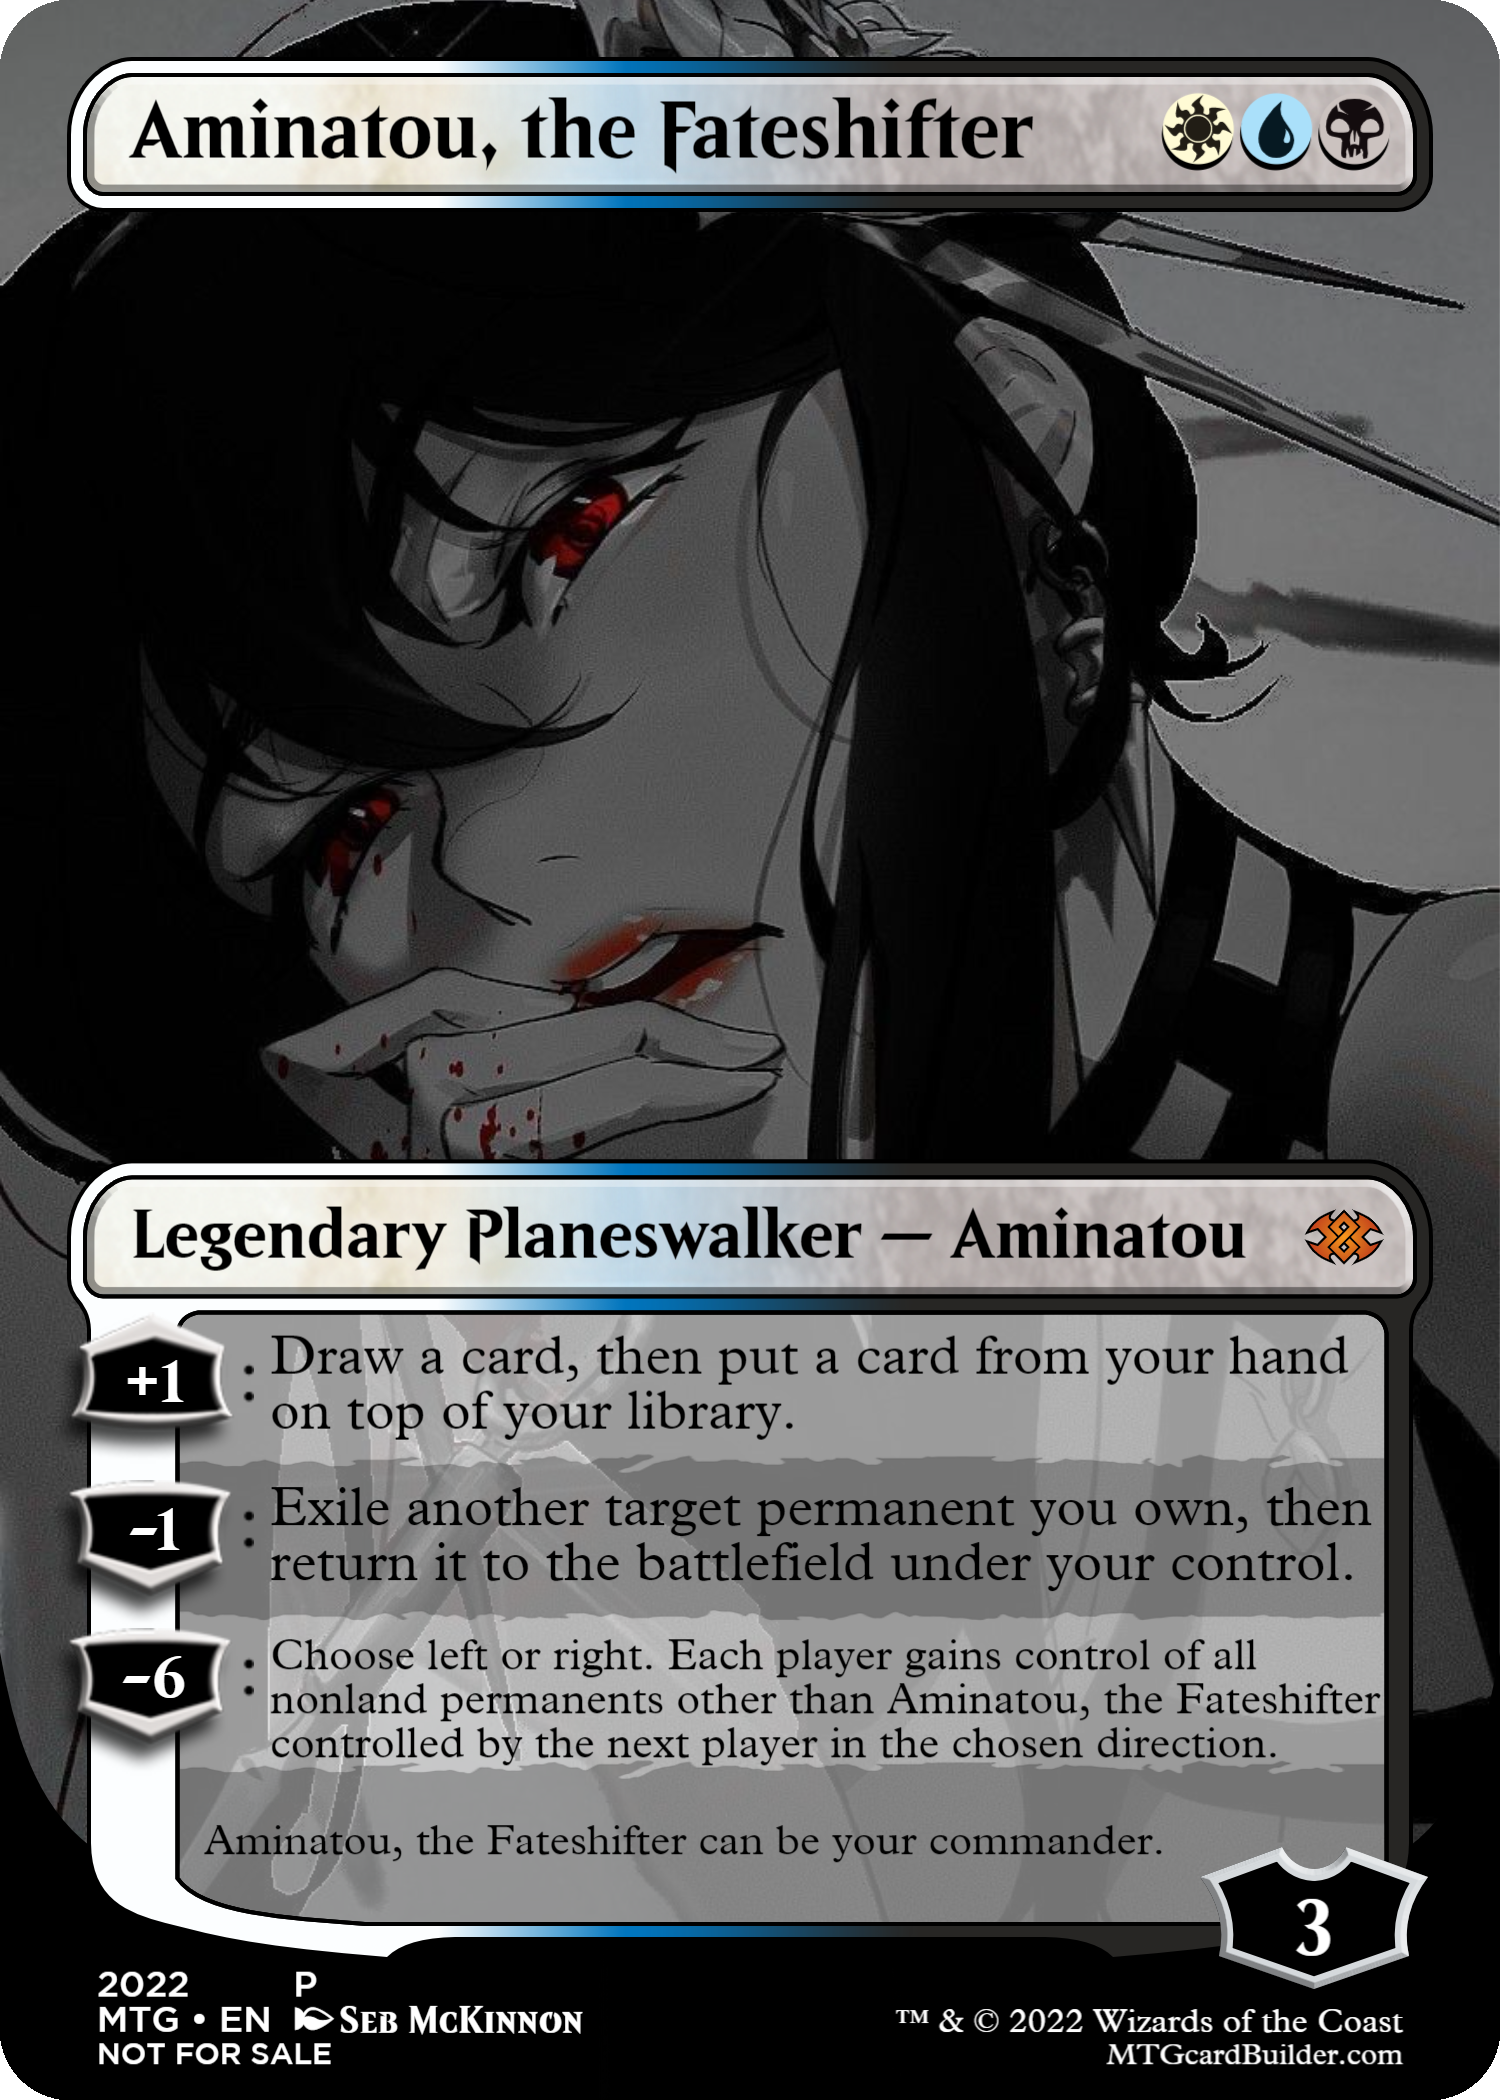 Aminatou, the Fateshifter
Legendary Planeswalker — Aminatou
+1
: Draw a card, then put a card from your hand
on top of your library.
−1
: Exile another target permanent you own, then
return it to the battlefield under your control.
−6
: Choose left or right. Each player gains control of all
nonland permanents other than Aminatou, the Fateshifter
controlled by the next player in the chosen direction.
Aminatou, the Fateshifter can be your commander.
3
2022 P
MTG • EN Seb McKinnon
NOT FOR SALE
™ & © 2022 Wizards of the Coast
MTGcardBuilder.com